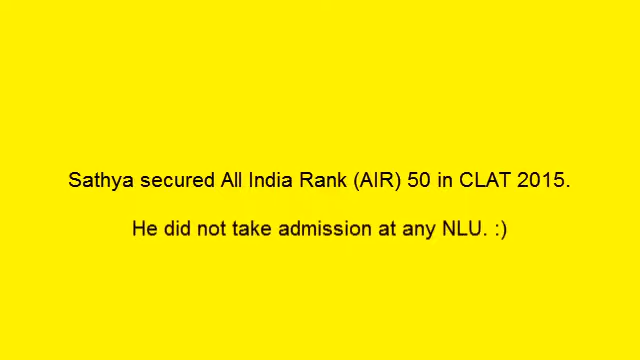 Sathya secured All India Rank (AIR) 50 in CLAT 2015.
He did not take admission at any NLU. :)